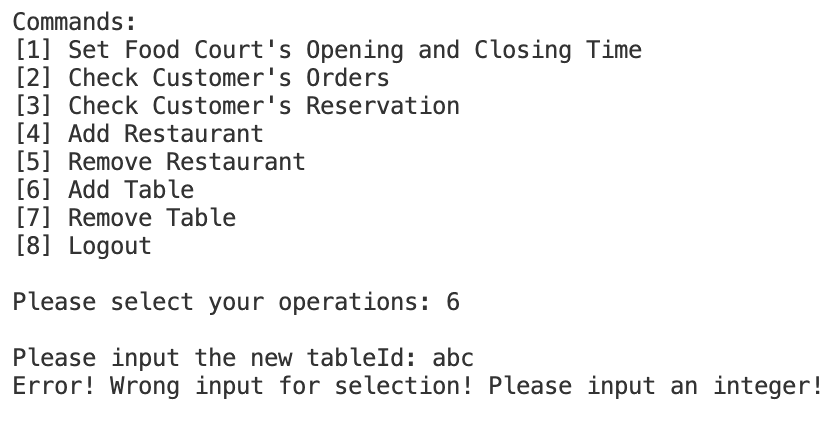 Commands:
[1] Set Food Court's Opening and Closing Time
[2] Check Customer's Orders
[3] Check Customer's Reservation
[4] Add Restaurant
[5] Remove Restaurant
[6] Add Table
[7] Remove Table
[8] Logout
Please select your operations: 6
Please input the new tableId: abc
Error! Wrong input for selection! Please input an integer!